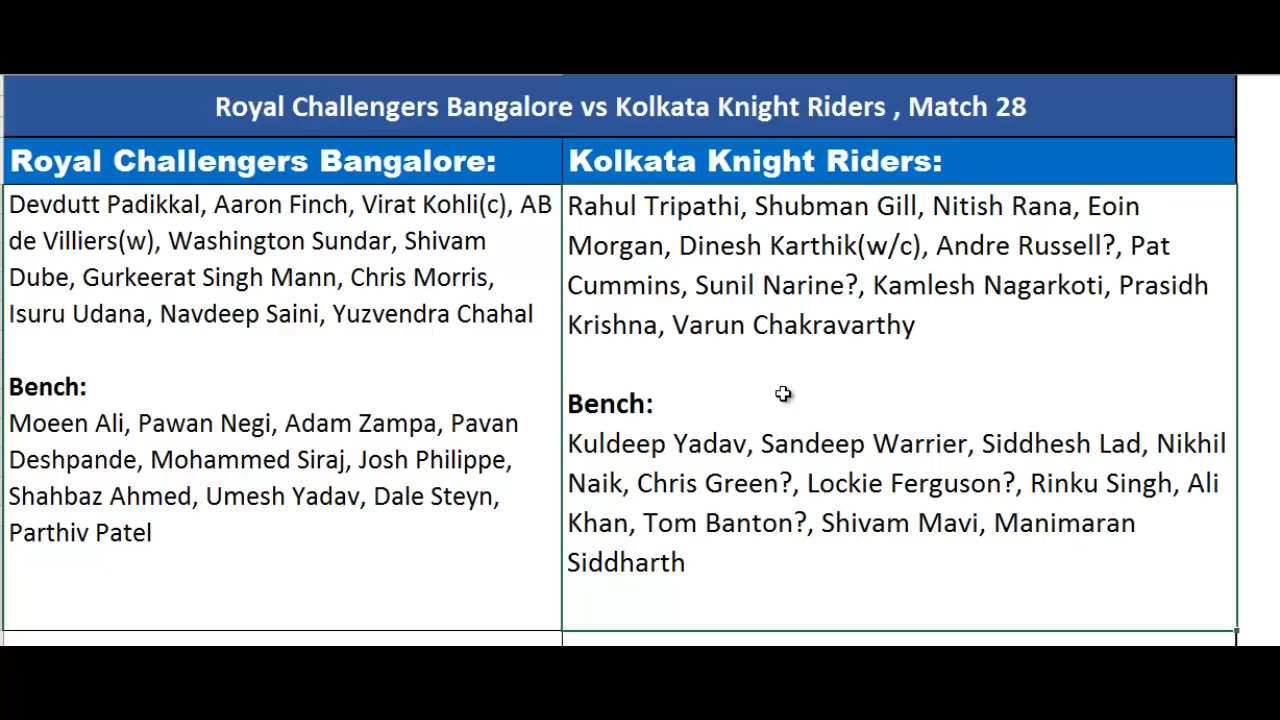 Royal Challengers Bangalore vs Kolkata Knight Riders , Match 28
Royal Challengers Bangalore:
Devdutt Padikkal, Aaron Finch, Virat Kohli(c), AB
de Villiers(w), Washington Sundar, Shivam
Dube, Gurkeerat Singh Mann, Chris Morris,
Isuru Udana, Navdeep Saini, Yuzvendra Chahal
Bench:
Moeen Ali, Pawan Negi, Adam Zampa, Pavan
Deshpande, Mohammed Siraj, Josh Philippe,
Shahbaz Ahmed, Umesh Yadav, Dale Steyn,
Parthiv Patel
Kolkata Knight Riders:
Rahul Tripathi, Shubman Gill, Nitish Rana, Eoin
Morgan, Dinesh Karthik(w/c), Andre Russell?, Pat
Cummins, Sunil Narine?, Kamlesh Nagarkoti, Prasidh
Krishna, Varun Chakravarthy
Bench:
Kuldeep Yadav, Sandeep Warrier, Siddhesh Lad, Nikhil
Naik, Chris Green?, Lockie Ferguson?, Rinku Singh, Ali
Khan, Tom Banton?, Shivam Mavi, Manimaran
Siddharth